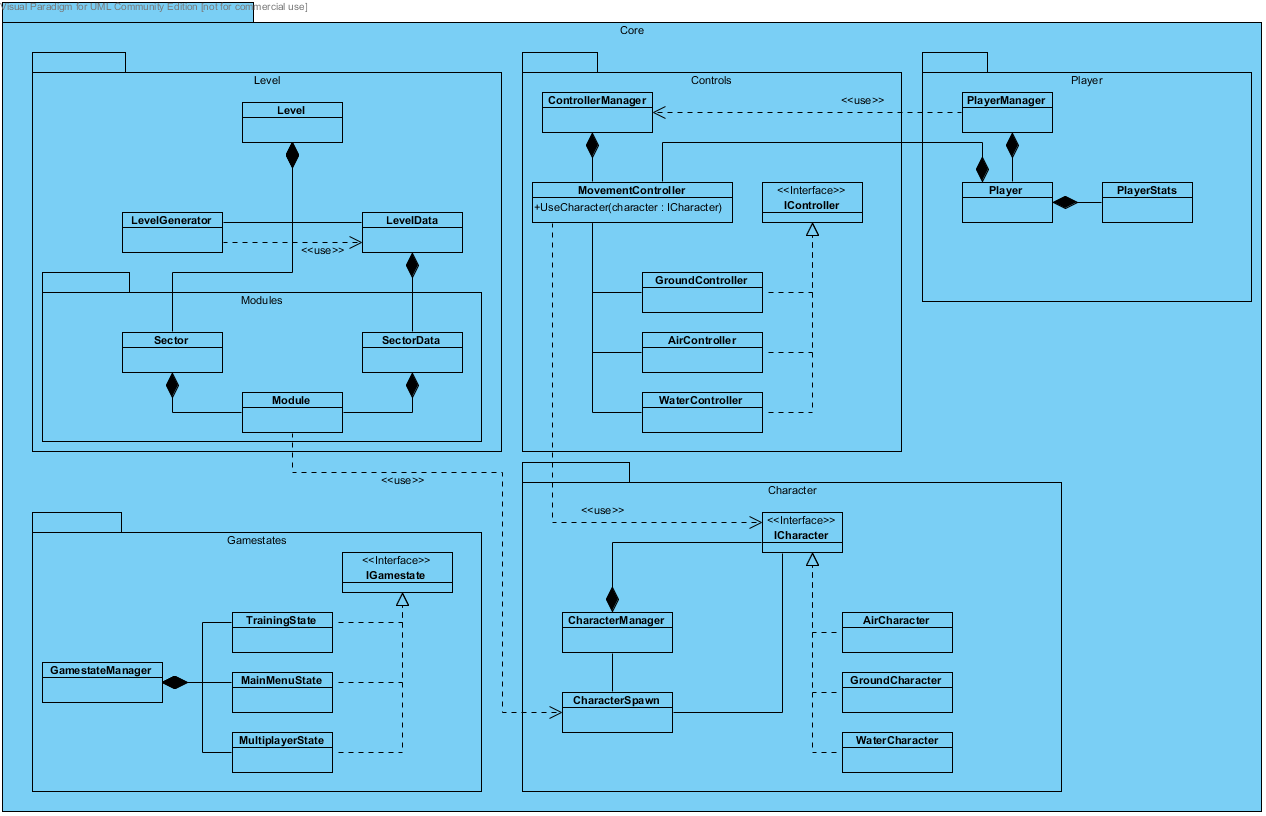 Visual Paradigm for UML Community Edition [not for commercial use]
Core
Level
Level
LevelGenerator
LevelData
<<use>>
Modules
Sector
SectorData
Module
<<use>>
Controls
ControllerManager
<<use>>
MovementController
+UseCharacter(character : ICharacter)
<<Interface>>
IController
GroundController
AirController
WaterController
Player
PlayerManager
Player
PlayerStats
Gamestates
<<Interface>>
IGamestate
TrainingState
GamestateManager
MainMenuState
MultiplayerState
Character
<<use>>
<<Interface>>
ICharacter
CharacterManager
AirCharacter
GroundCharacter
CharacterSpawn
WaterCharacter